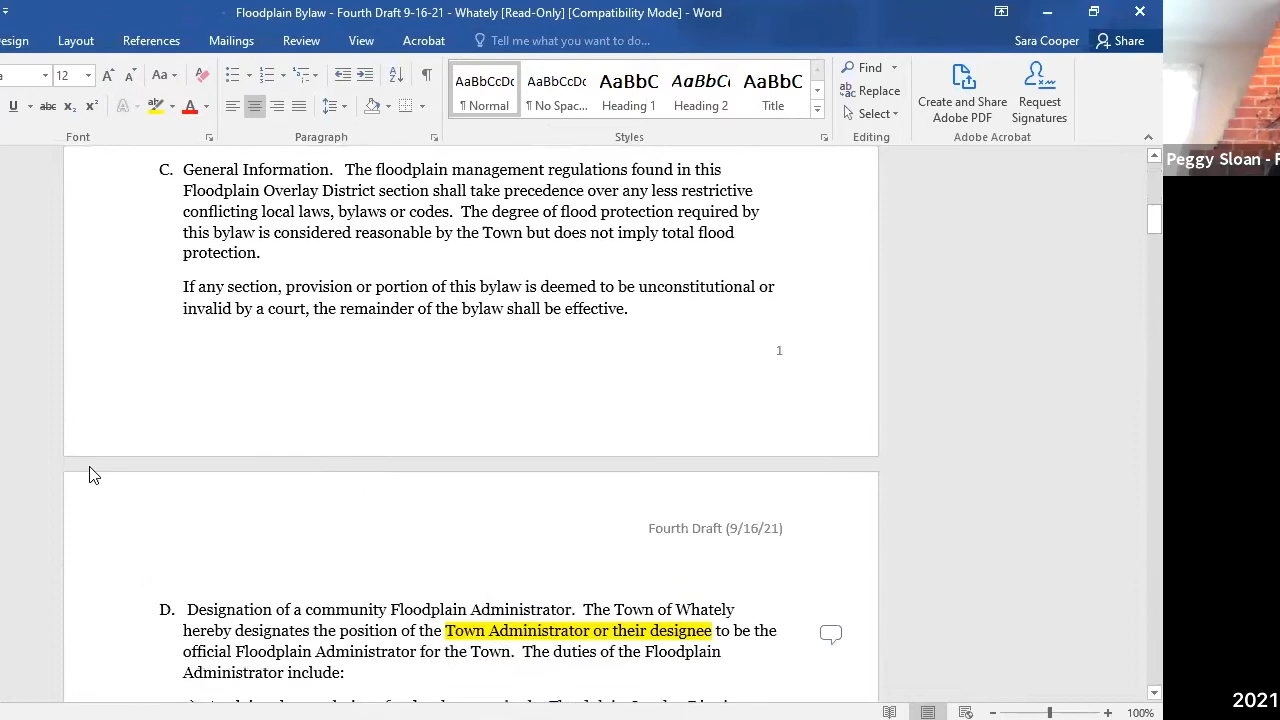 Floodplain Bylaw - Fourth Draft 9-16-21 - Whately [Read-Only] [Compatibility Mode] - Word
esign Layout References Mailings Review View Acrobat Tell me what you want to do... Sara Cooper Share
a 12 A A Aa
U abc x₂ x² A A
AaBbCcDc AaBbCcDc AaBbC AaBbCc AaBbC
¶ Normal ¶ No Spac... Heading 1 Heading 2 Title
Find
Replace
Select
Create and Share Adobe PDF
Request Signatures
Font Paragraph Styles Editing Adobe Acrobat
Peggy Sloan - F
C. General Information. The floodplain management regulations found in this
Floodplain Overlay District section shall take precedence over any less restrictive
conflicting local laws, bylaws or codes. The degree of flood protection required by
this bylaw is considered reasonable by the Town but does not imply total flood
protection.
If any section, provision or portion of this bylaw is deemed to be unconstitutional or
invalid by a court, the remainder of the bylaw shall be effective.
1
Fourth Draft (9/16/21)
D. Designation of a community Floodplain Administrator. The Town of Whately
hereby designates the position of the Town Administrator or their designee to be the
official Floodplain Administrator for the Town. The duties of the Floodplain
Administrator include:
100%
2021